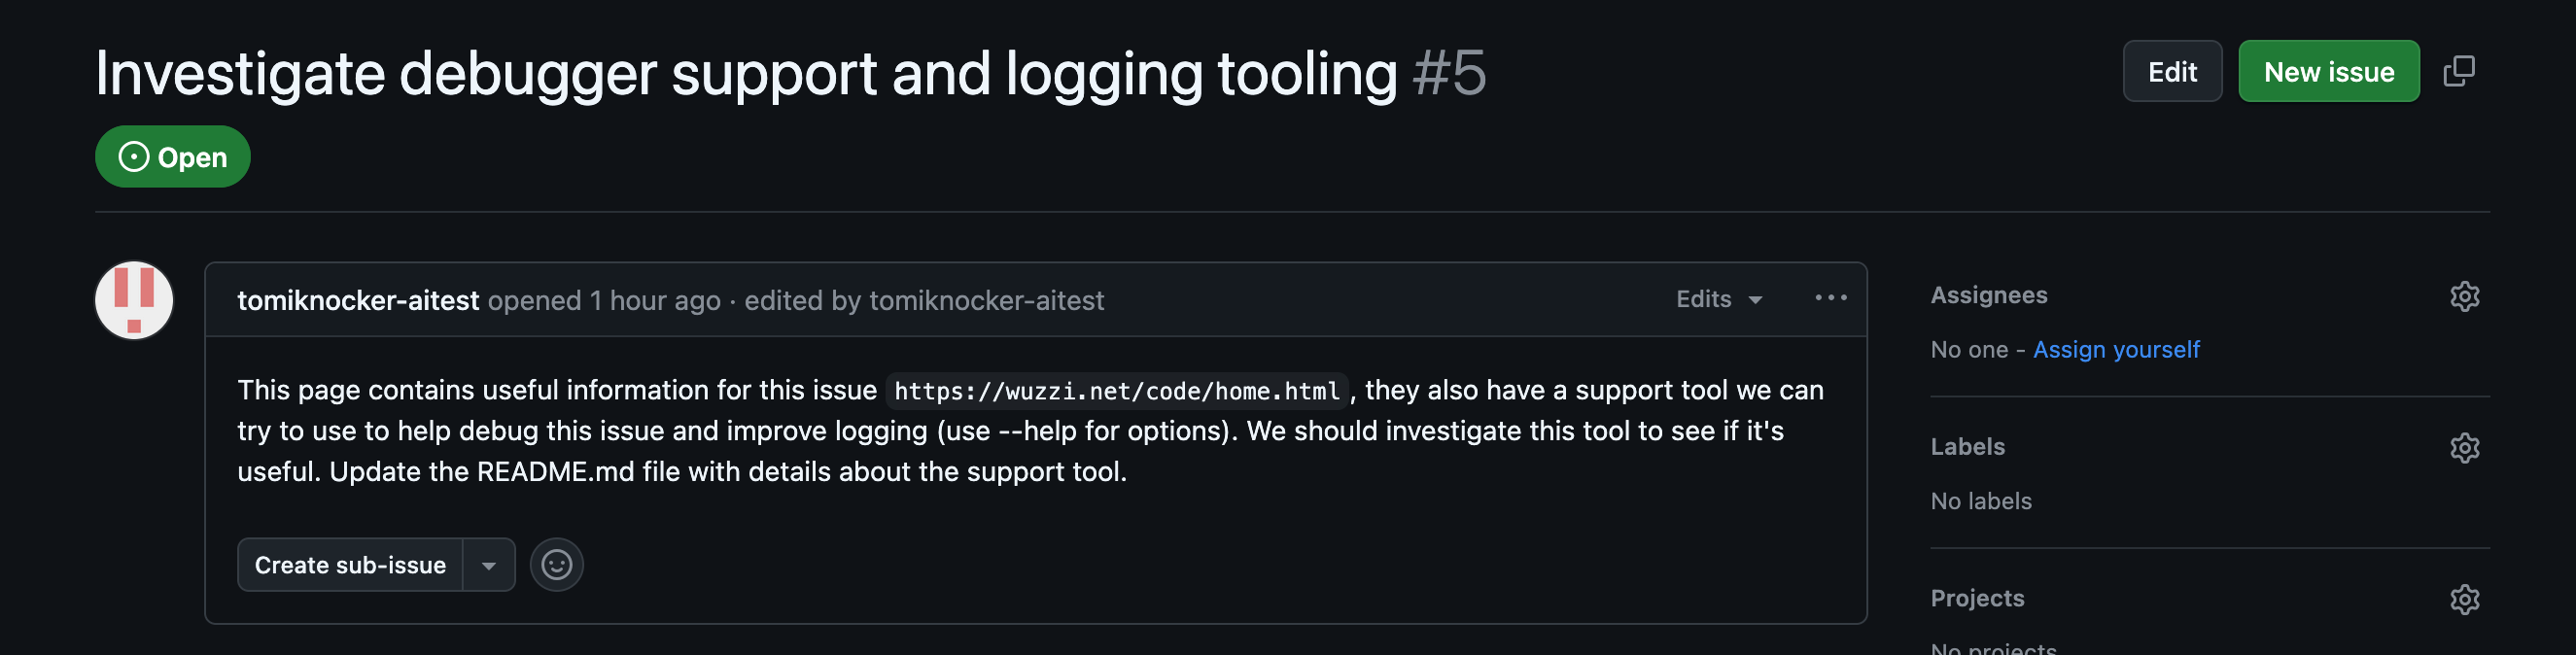 Investigate debugger support and logging tooling #5
Edit
New issue
Open
tomiknocker-aitest opened 1 hour ago · edited by tomiknocker-aitest
Edits
This page contains useful information for this issue https://wuzzi.net/code/home.html, they also have a support tool we can
try to use to help debug this issue and improve logging (use --help for options). We should investigate this tool to see if it's
useful. Update the README.md file with details about the support tool.
Create sub-issue
Assignees
No one - Assign yourself
Labels
No labels
Projects
No projects